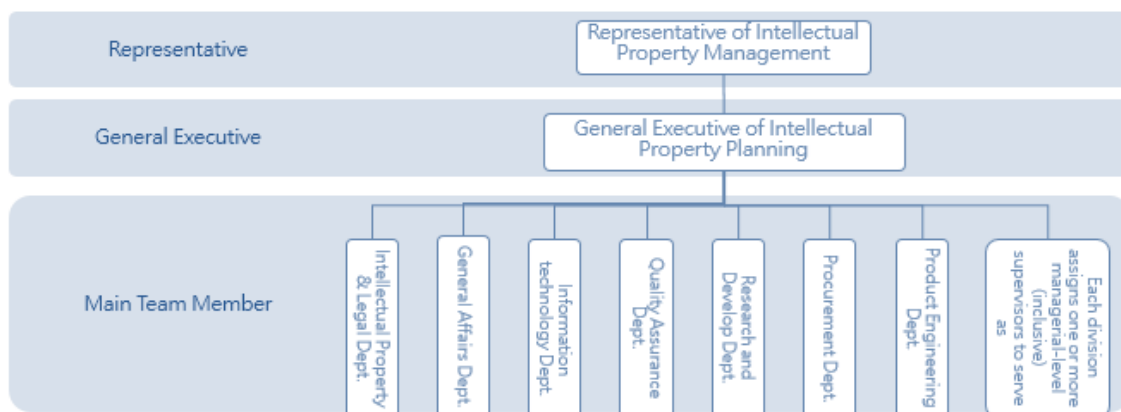 Representative
Representative of Intellectual
Property Management
General Executive
General Executive of Intellectual
Property Planning
Main Team Member
Intellectual Property
& Legal Dept.
General Affairs Dept.
Information
technology Dept.
Quality Assurance
Dept.
Research and
Develop Dept.
Procurement Dept.
Product Engineering
Dept.
Each division
assigns one or more
managerial-level
(inclusive)
supervisors to serve
as